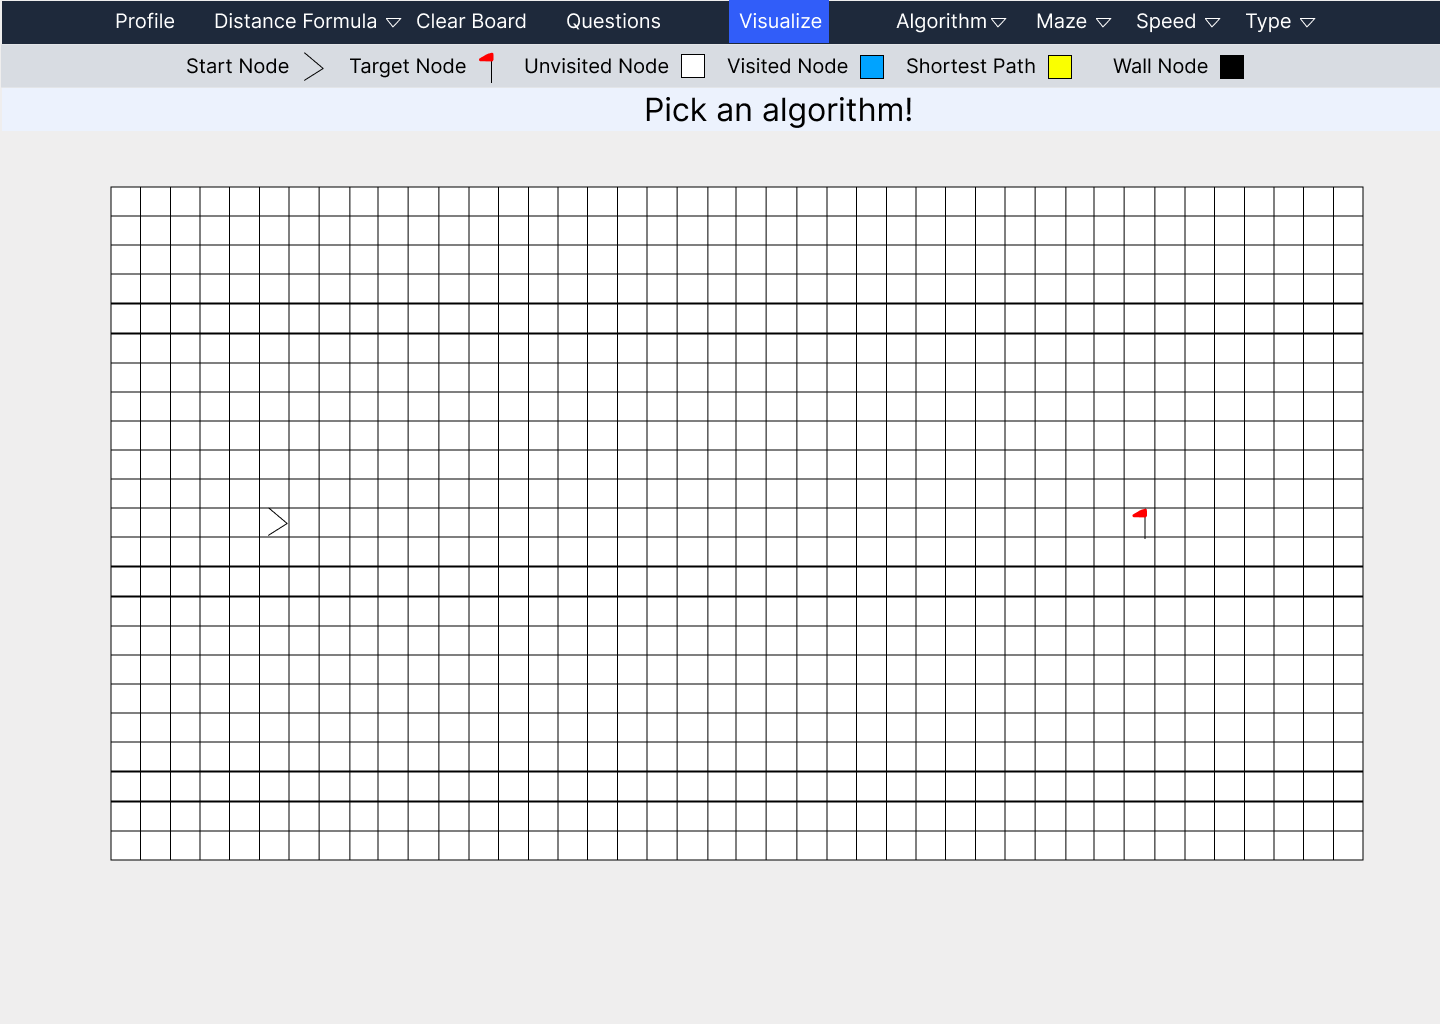 Profile Distance Formula Clear Board Questions Visualize Algorithm Maze Speed Type
Start Node Target Node Unvisited Node Visited Node Shortest Path Wall Node
Pick an algorithm!